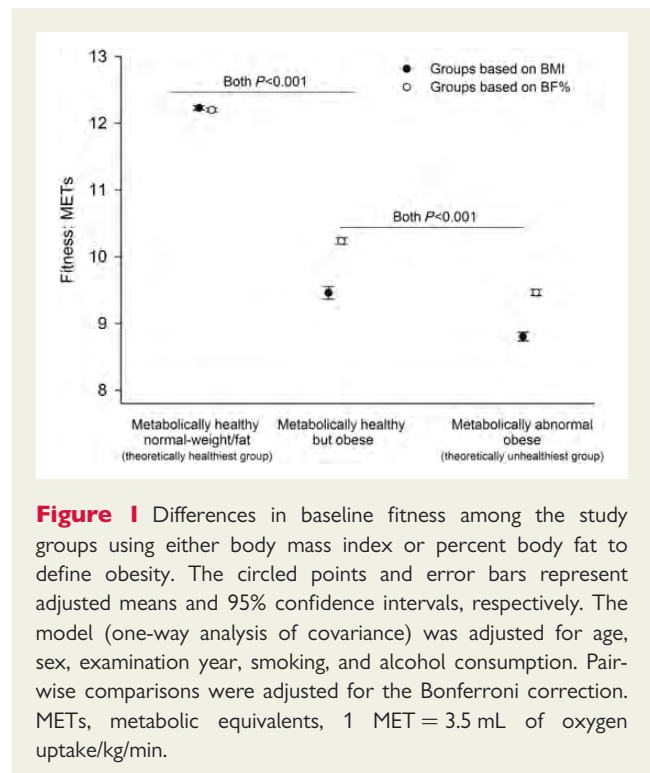 13
12
11
10
9
8
Fitness: METs
Both P<0.001
Groups based on BMI
Groups based on BF%
Both P<0.001
Metabolically healthy
normal-weight/fat
(theoretically healthiest group)
Metabolically healthy
but obese
Metabolically abnormal
obese
(theoretically unhealthiest group)
Figure 1 Differences in baseline fitness among the study
groups using either body mass index or percent body fat to
define obesity. The circled points and error bars represent
adjusted means and 95% confidence intervals, respectively. The
model (one-way analysis of covariance) was adjusted for age,
sex, examination year, smoking, and alcohol consumption. Pair-
wise comparisons were adjusted for the Bonferroni correction.
METs, metabolic equivalents, 1 MET = 3.5 mL of oxygen
uptake/kg/min.